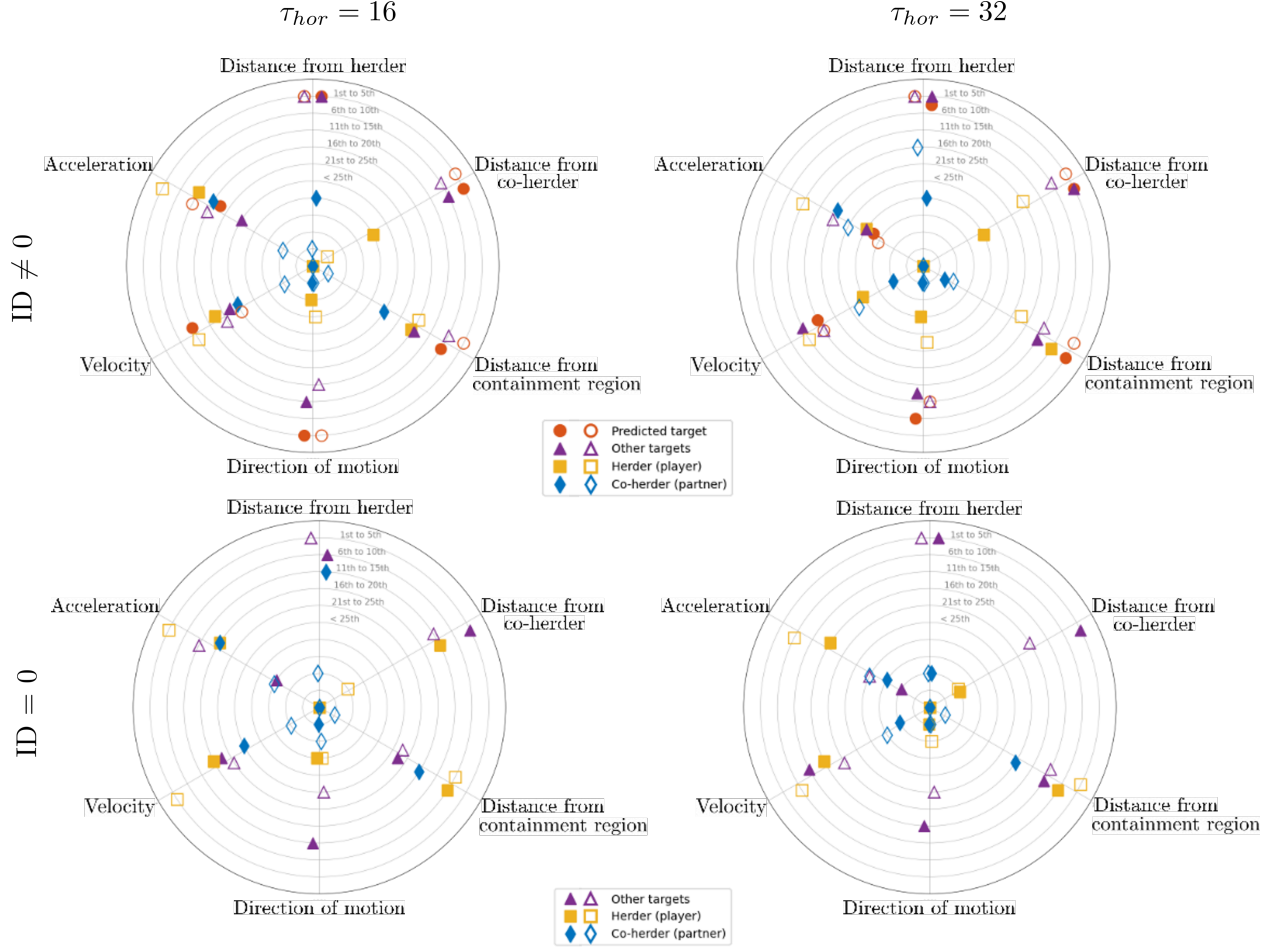 τ_hor = 16
τ_hor = 32
ID ≠ 0
Distance from herder
1st to 5th
6th to 10th
11th to 15th
16th to 20th
21st to 25th
< 25th
Acceleration
Distance from
co-herder
Velocity
Distance from
containment region
Direction of motion
Distance from herder
1st to 5th
6th to 10th
11th to 15th
16th to 20th
21st to 25th
< 25th
Acceleration
Distance from
co-herder
Velocity
Distance from
containment region
Direction of motion
Predicted target
Other targets
Herder (player)
Co-herder (partner)
ID = 0
Distance from herder
1st to 5th
6th to 10th
11th to 15th
16th to 20th
21st to 25th
< 25th
Acceleration
Distance from
co-herder
Velocity
Distance from
containment region
Direction of motion
Distance from herder
1st to 5th
6th to 10th
11th to 15th
16th to 20th
21st to 25th
< 25th
Acceleration
Distance from
co-herder
Velocity
Distance from
containment region
Direction of motion
Other targets
Herder (player)
Co-herder (partner)